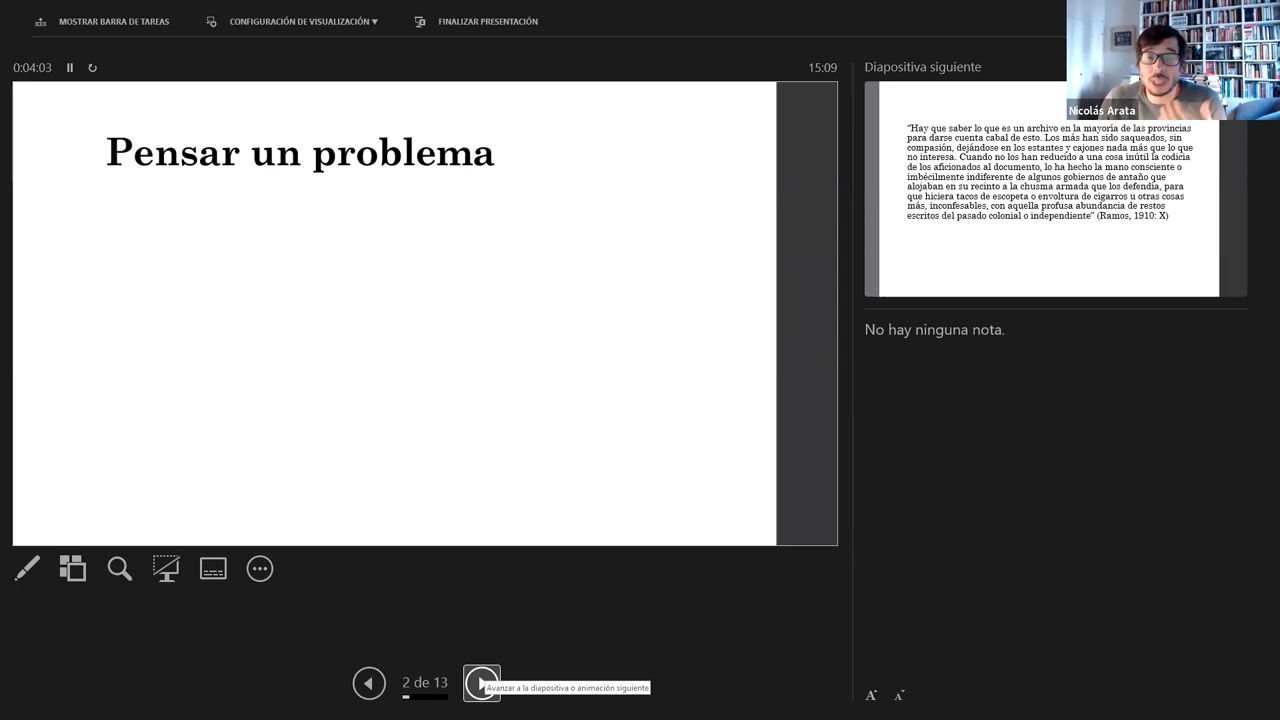 MOSTRAR BARRA DE TAREAS
CONFIGURACIÓN DE VISUALIZACIÓN ▼
FINALIZAR PRESENTACIÓN
0:04:03
15:09
Pensar un problema
Diapositiva siguiente
Nicolás Arata
"Hay que saber lo que es un archivo en la mayoría de las provincias
para darse cuenta cabal de esto. Los más han sido saqueados, sin
compasión, dejándose en los estantes y cajones nada más que lo que
no interesa. Cuando no los han reducido a una cosa inútil la codicia
de los aficionados al documento, lo ha hecho la mano consciente o
imbécilmente indiferente de algunos gobiernos de antaño que
alojaban en su recinto a la chusma armada que los defendía, para
que hiciera tacos de escopeta o envoltura de cigarros u otras cosas
más, inconfesables, con aquella profusa abundancia de restos
escritos del pasado colonial o independiente" (Ramos, 1910: X)
No hay ninguna nota.
2 de 13
Avanzar a la diapositiva o animación siguiente
A A